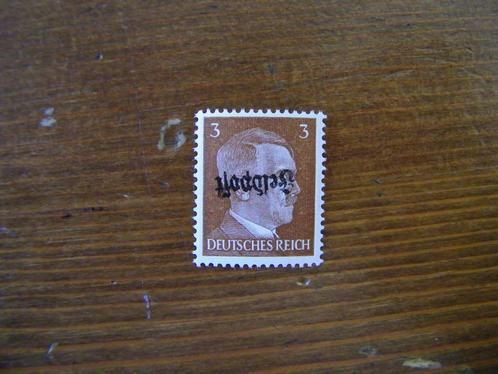 3 3
Feldpost
DEUTSCHES REICH